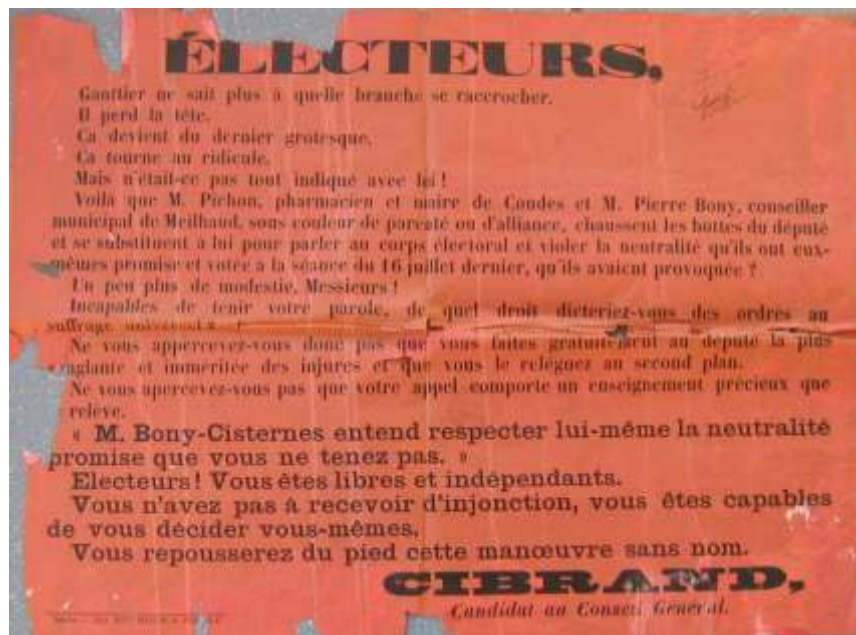 ÉLECTEURS,
Gauttier ne sait plus à quelle branche se raccrocher.
Il perd la tête.
Ca devient du dernier grotesque.
Ca tourne au ridicule.
Mais n'était-ce pas tout indiqué avec lui !
Voilà que M. Pichon, pharmacien et maire de Coudes et M. Pierre Bony, conseiller
municipal de Meilhaud, sous couleur de parenté ou d'alliance, chaussent les bottes du député
et se substituent à lui pour parler au corps électoral et violer la neutralité qu'ils ont eux-
mêmes promise et votée à la séance du 16 juillet dernier, qu'ils avaient provoquée ?
Un peu plus de modestie, Messieurs !
Incapables de tenir votre parole, de quel droit dicteriez-vous des ordres au
suffrage
Ne vous appercevez-vous donc pas que vous faites gratuitement au député la plus
sanglante et imméritée des injures et que vous le reléguez au second plan.
Ne vous apercevez-vous pas que votre appel comporte un enseignement précieux que
relève.
« M. Bony-Cisternes entend respecter lui-même la neutralité
promise que vous ne tenez pas. »
Electeurs! Vous êtes libres et indépendants.
Vous n'avez pas à recevoir d'injonction, vous êtes capables
de vous décider vous-mêmes.
Vous repousserez du pied cette manœuvre sans nom.
CIBRAND,
Candidat au Conseil Général.